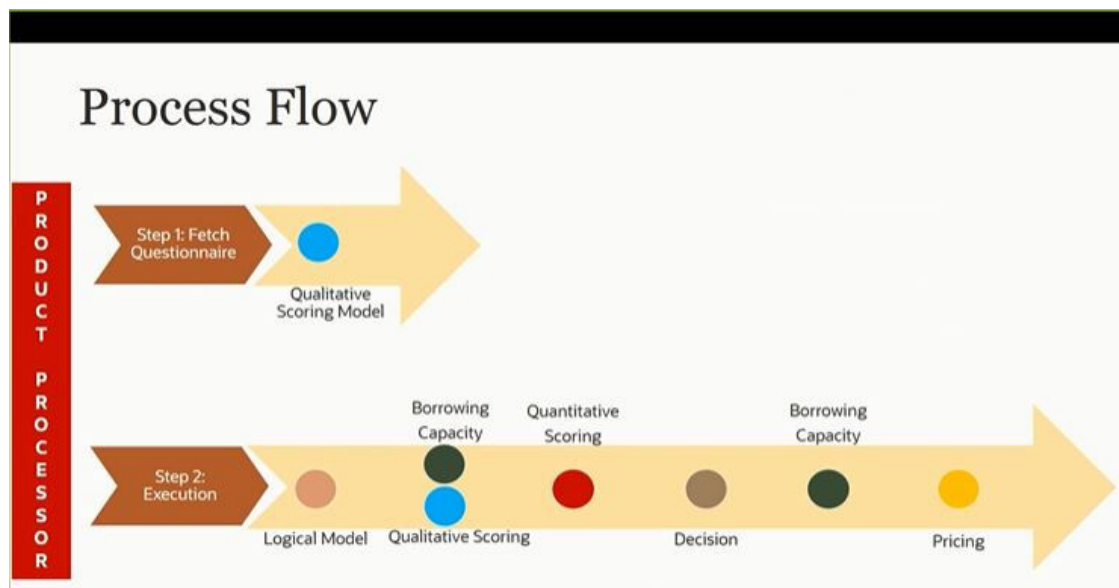 Process Flow
PRODUCT PROCESSOR
Step 1: Fetch
Questionnaire
Qualitative
Scoring Model
Step 2:
Execution
Logical Model
Borrowing
Capacity
Qualitative Scoring
Quantitative
Scoring
Decision
Borrowing
Capacity
Pricing